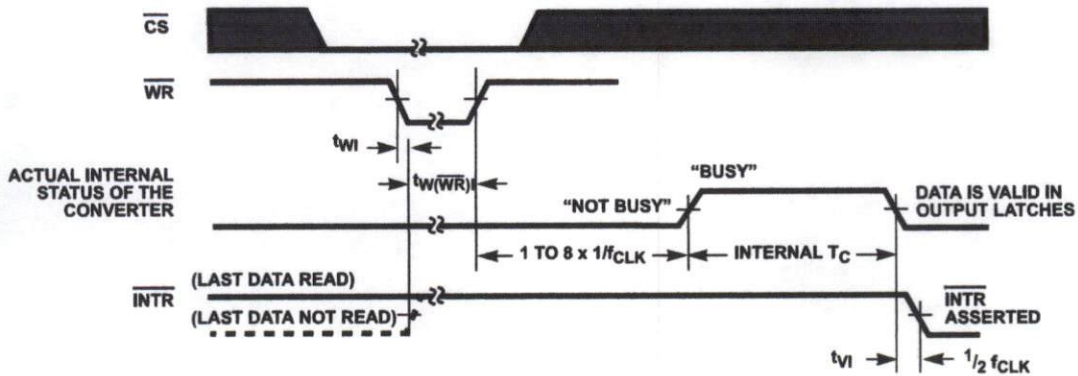 CS
WR
tWI
tW(WR)I
ACTUAL INTERNAL
STATUS OF THE
CONVERTER
"NOT BUSY"
"BUSY"
DATA IS VALID IN
OUTPUT LATCHES
1 TO 8 x 1/fCLK
INTERNAL TC
(LAST DATA READ)
INTR
(LAST DATA NOT READ)
INTR
ASSERTED
tVI
1/2 fCLK